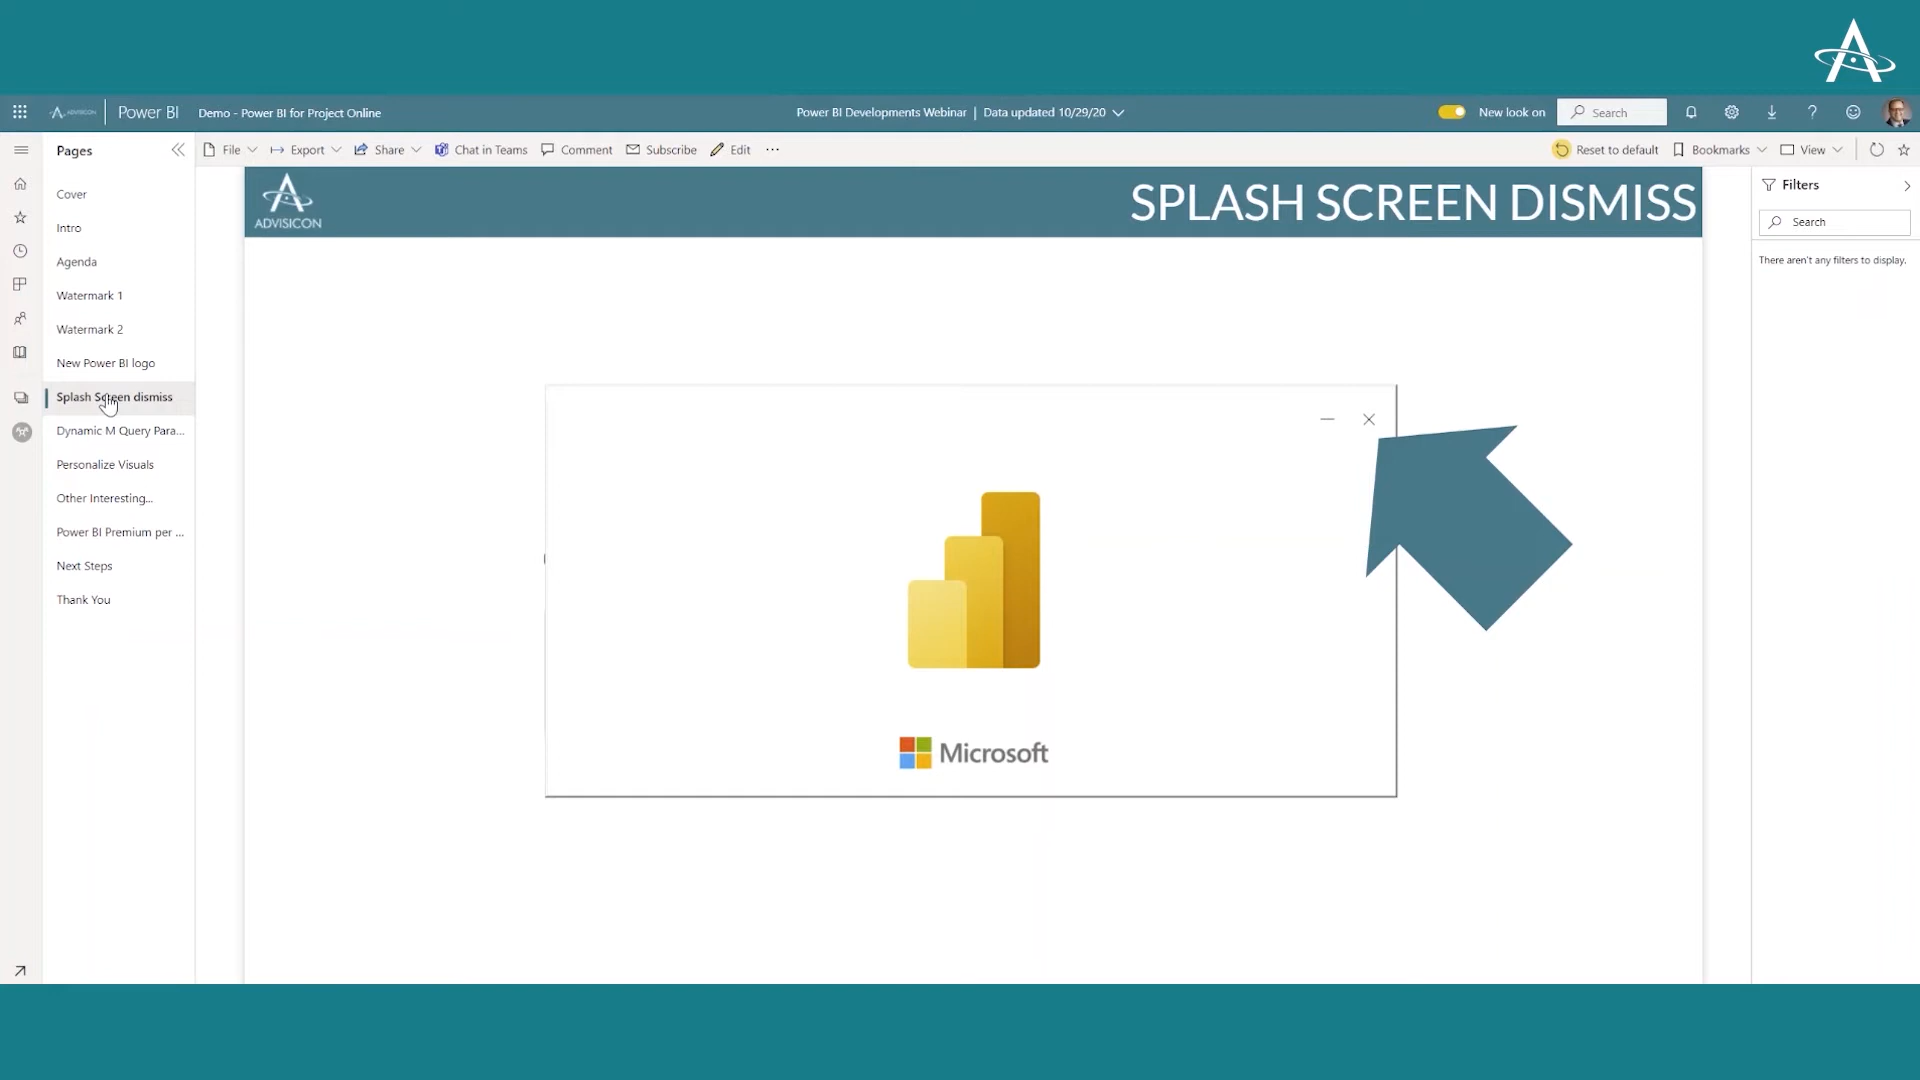 ADVISICON
Power BI
Demo - Power BI for Project Online
Power BI Developments Webinar | Data updated 10/29/20
New look on
Search
Pages
File
Export
Share
Chat in Teams
Comment
Subscribe
Edit
Reset to default
Bookmarks
View
Cover
Intro
Agenda
Watermark 1
Watermark 2
New Power BI logo
Splash Screen dismiss
Dynamic M Query Para...
Personalize Visuals
Other Interesting...
Power BI Premium per ...
Next Steps
Thank You
ADVISICON
SPLASH SCREEN DISMISS
Microsoft
Filters
Search
There aren't any filters to display.